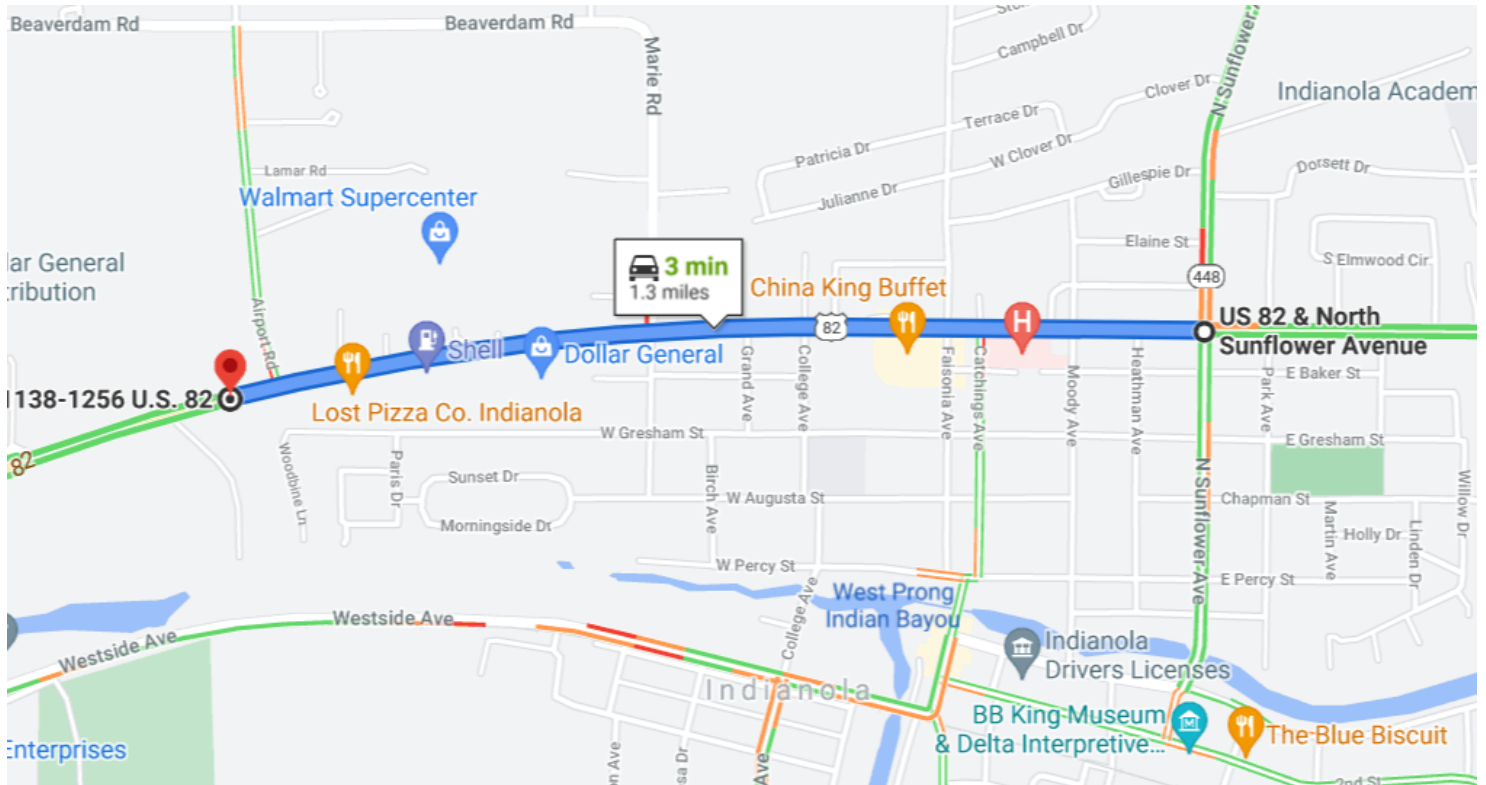 Beaverdam Rd
Beaverdam Rd
Marie Rd
Campbell Dr
N Sunflower
Clover Dr
Indianola Academ
Terrace Dr
Patricia Dr
W Clover Dr
Lamar Rd
Julianne Dr
Gillespie Dr
Dorsett Dr
Walmart Supercenter
Elaine St
S Elmwood Cir
lar General
tribution
3 min
1.3 miles
448
China King Buffet
Airport Rd
82
H
US 82 & North
Sunflower Avenue
Shell
Dollar General
Grand Ave
College Ave
Faisonia Ave
Catchings Ave
Moody Ave
Heathman Ave
Park Ave
E Baker St
1138-1256 U.S. 82
Lost Pizza Co. Indianola
W Gresham St
E Gresham St
82
Woodbine Ln
Paris Dr
Sunset Dr
Birch Ave
W Augusta St
N Sunflower Ave
Chapman St
Willow Dr
Morningside Dr
Martin Ave
Holly Dr
Linden Dr
W Percy St
E Percy St
West Prong
Indian Bayou
Westside Ave
Westside Ave
College Ave
Indianola
Drivers Licenses
Indianola
BB King Museum
& Delta Interpretive...
The Blue Biscuit
Enterprises
Ave
2nd St